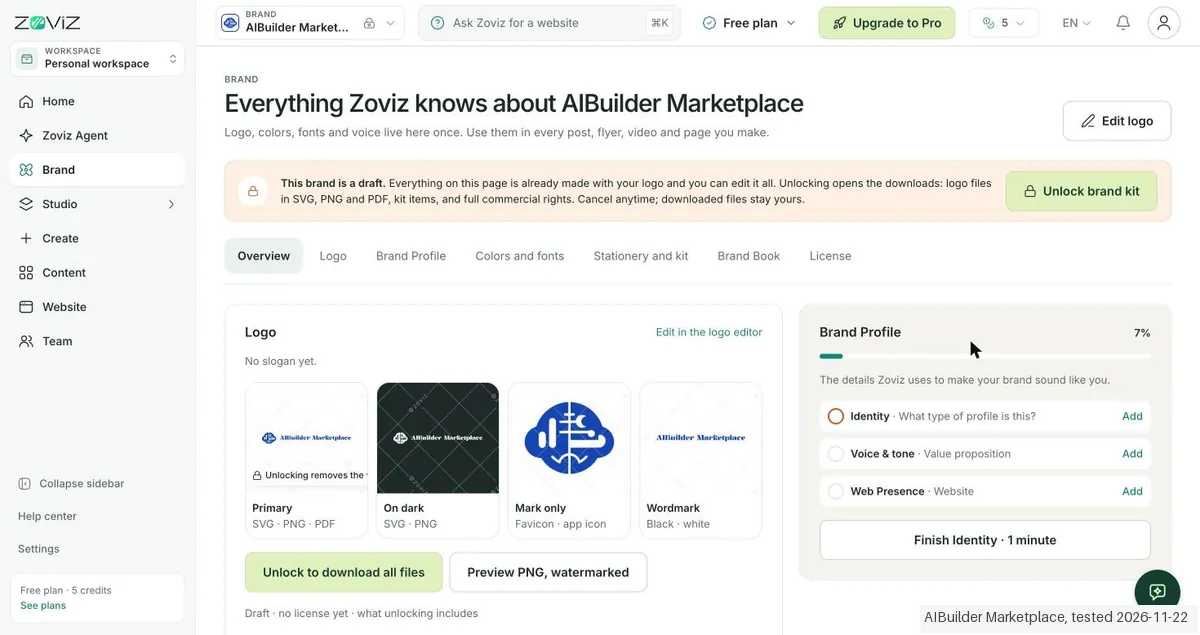 ZOVIZ
BRAND
AIBuilder Market...
Ask Zoviz for a website
⌘K
Free plan
Upgrade to Pro
5
EN
WORKSPACE
Personal workspace
Home
Zoviz Agent
Brand
Studio
Create
Content
Website
Team
Collapse sidebar
Help center
Settings
Free plan · 5 credits
See plans
BRAND
Everything Zoviz knows about AIBuilder Marketplace
Logo, colors, fonts and voice live here once. Use them in every post, flyer, video and page you make.
Edit logo
This brand is a draft. Everything on this page is already made with your logo and you can edit it all. Unlocking opens the downloads: logo files
in SVG, PNG and PDF, kit items, and full commercial rights. Cancel anytime; downloaded files stay yours.
Unlock brand kit
Overview
Logo
Brand Profile
Colors and fonts
Stationery and kit
Brand Book
License
Logo
Edit in the logo editor
No slogan yet.
AIBuilder Marketplace
Unlocking removes the
Primary
SVG · PNG · PDF
ZOVIZ
AIBuilder Marketplace
On dark
SVG · PNG
Mark only
Favicon · app icon
AIBuilder Marketplace
Wordmark
Black · white
Unlock to download all files
Preview PNG, watermarked
Draft · no license yet · what unlocking includes
Brand Profile
7%
The details Zoviz uses to make your brand sound like you.
Identity · What type of profile is this?
Add
Voice & tone · Value proposition
Add
Web Presence · Website
Add
Finish Identity · 1 minute
AIBuilder Marketplace, tested 2026-11-22